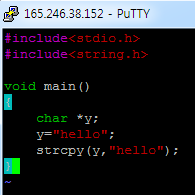 165.246.38.152 - PuTTY
#include<stdio.h>
#include<string.h>
void main()
{
char *y;
y="hello";
strcpy(y,"hello");
}
~